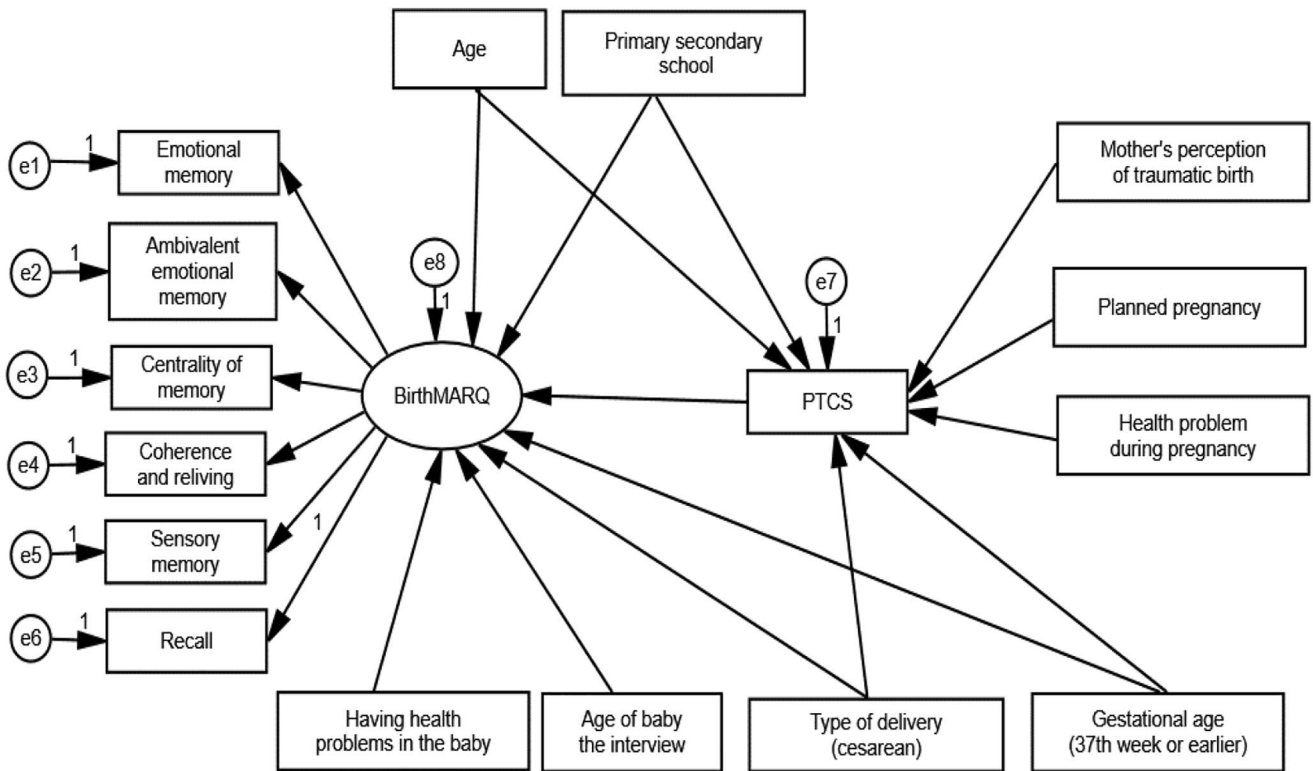 Age
Primary secondary
school
e1
1
Emotional
memory
Mother's perception
of traumatic birth
e2
1
Ambivalent
emotional
memory
e8
1
e7
1
Planned pregnancy
e3
1
Centrality of
memory
BirthMARQ
PTCS
Health problem
during pregnancy
e4
1
Coherence
and reliving
e5
1
Sensory
memory
1
e6
1
Recall
Having health
problems in the baby
Age of baby
the interview
Type of delivery
(cesarean)
Gestational age
(37th week or earlier)